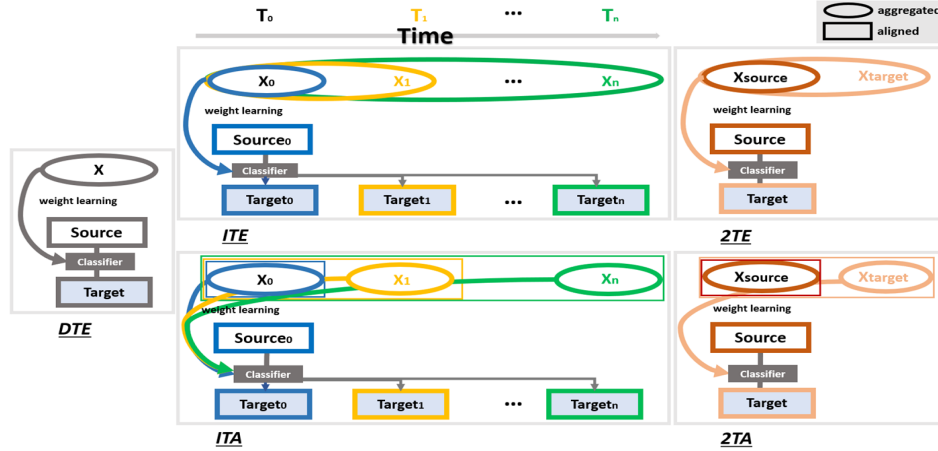 T₀ T₁ ... Tₙ
Time
aggregated
aligned
X₀ X₁ ... Xₙ
weight learning
Source₀
Classifier
Target₀ Target₁ ... Targetₙ
ITE
Xsource Xtarget
weight learning
Source
Classifier
Target
2TE
X
weight learning
Source
Classifier
Target
DTE
X₀ X₁ Xₙ
weight learning
Source₀
Classifier
Target₀ Target₁ ... Targetₙ
ITA
Xsource Xtarget
weight learning
Source
Classifier
Target
2TA